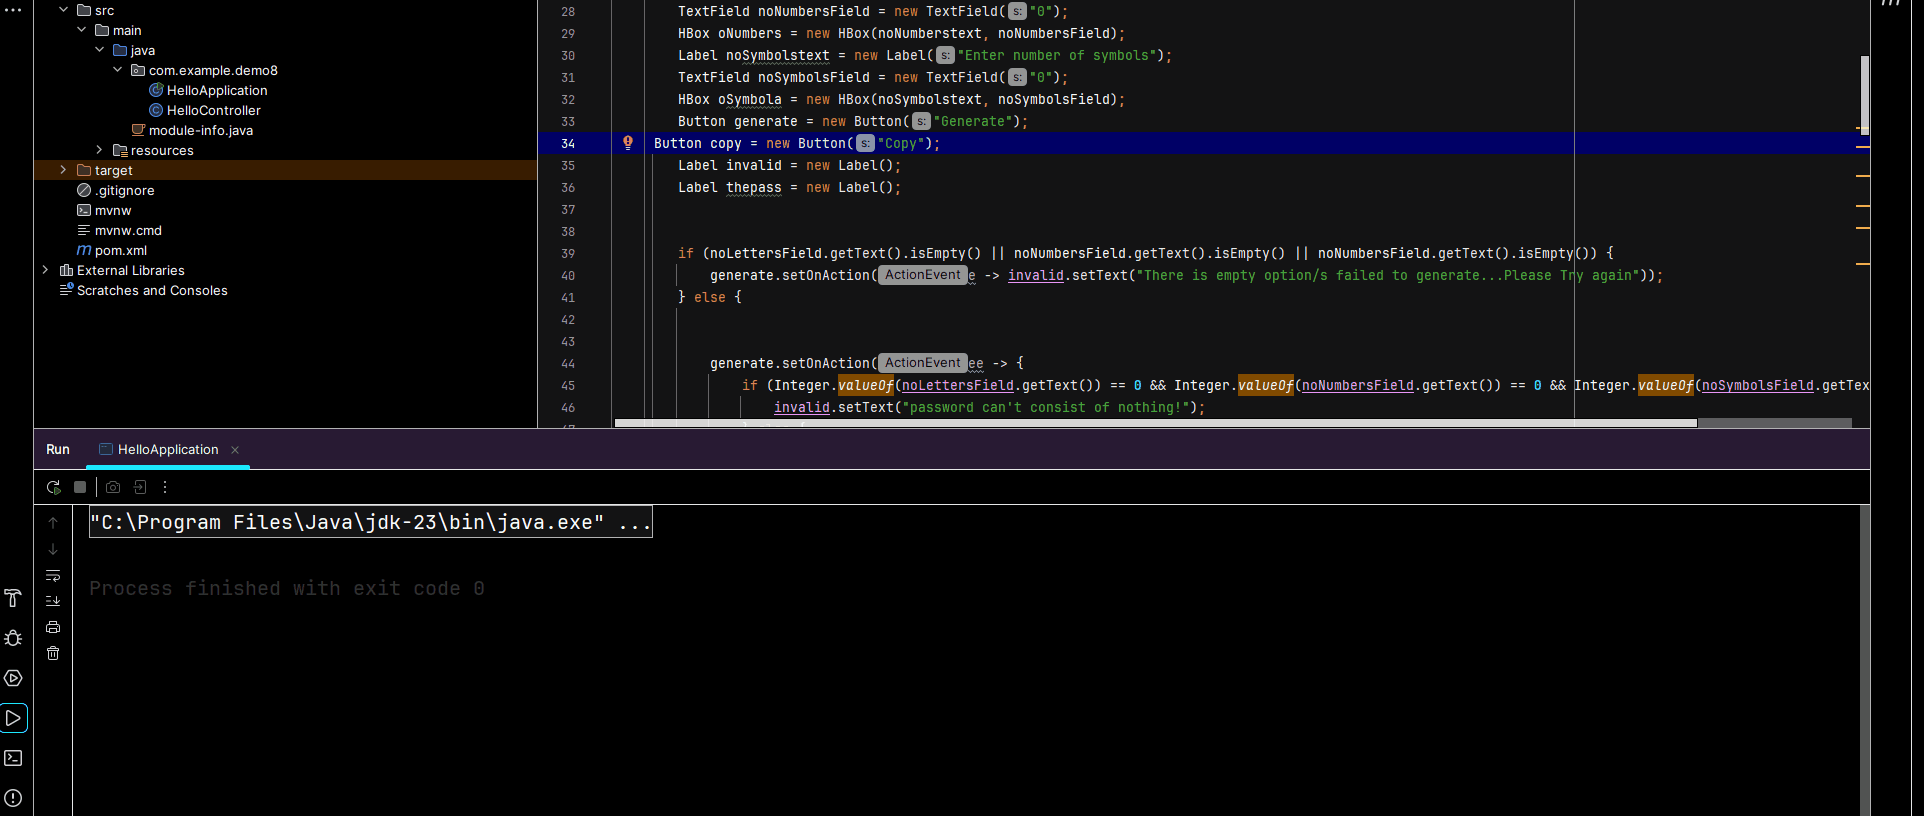 src
main
java
com.example.demo8
HelloApplication
HelloController
module-info.java
resources
target
.gitignore
mvnw
mvnw.cmd
pom.xml
External Libraries
Scratches and Consoles
28 TextField noNumbersField = new TextField( s: "0");
29 HBox oNumbers = new HBox(noNumberstext, noNumbersField);
30 Label noSymbolstext = new Label( s: "Enter number of symbols");
31 TextField noSymbolsField = new TextField( s: "0");
32 HBox oSymbola = new HBox(noSymbolstext, noSymbolsField);
33 Button generate = new Button( s: "Generate");
34 Button copy = new Button( s: "Copy");
35 Label invalid = new Label();
36 Label thepass = new Label();
37
38
39 if (noLettersField.getText().isEmpty() || noNumbersField.getText().isEmpty() || noNumbersField.getText().isEmpty()) {
40 generate.setOnAction( ActionEvent e -> invalid.setText("There is empty option/s failed to generate...Please Try again"));
41 } else {
42
43
44 generate.setOnAction( ActionEvent ee -> {
45 if (Integer.valueOf(noLettersField.getText()) == 0 && Integer.valueOf(noNumbersField.getText()) == 0 && Integer.valueOf(noSymbolsField.getTex
46 invalid.setText("password can't consist of nothing!");
Run
HelloApplication
"C:\Program Files\Java\jdk-23\bin\java.exe" ...
Process finished with exit code 0